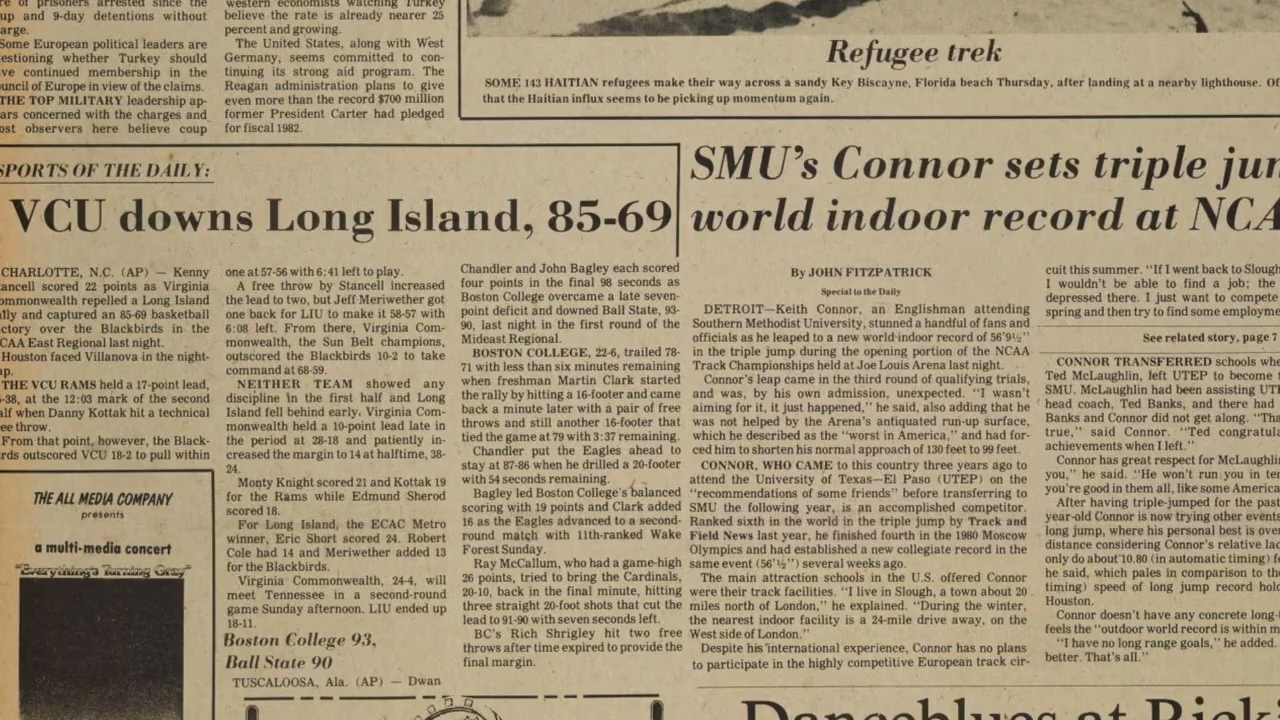 of prisoners arrested since the
up and 9-day detentions without
Some European political leaders are
whether Turkey should
continued membership in the
of Europe in view of the claims.
THE TOP MILITARY leadership ap-
concerned with the charges and
observers here believe coup
western economists watching Turkey
believe the rate is already nearer 25
percent and growing.
The United States, along with West
Germany, seems committed to con-
tinuing its strong aid program. The
Reagan administration plans to give
even more than the record $700 million
former President Carter had pledged
for fiscal 1982.
Refugee trek
SOME 143 HAITIAN refugees make their way across a sandy Key Biscayne, Florida beach Thursday, after landing at a nearby lighthouse.
that the Haitian influx seems to be picking up momentum again.
SPORTS OF THE DAILY:
VCU downs Long Island, 85-69
CHARLOTTE, N.C. (AP) — Kenny
scored 22 points as Virginia
repelled a Long Island
and captured an 85-69 basketball
over the Blackbirds in the
East Regional last night.
Houston faced Villanova in the night-
THE VCU RAMS held a 17-point lead,
at the 12:03 mark of the second
when Danny Kottak hit a technical
throw.
From that point, however, the Black-
outscored VCU 18-2 to pull within
one at 57-56 with 6:41 left to play.
A free throw by Stancell increased
the lead to two, but Jeff Meriwether got
one back for LIU to make it 58-57 with
6:08 left. From there, Virginia Com-
monwealth, the Sun Belt champions,
outscored the Blackbirds 10-2 to take
command at 68-59.
NEITHER TEAM showed any
discipline in the first half and Long
Island fell behind early. Virginia Com-
monwealth held a 10-point lead late in
the period at 28-18 and patiently in-
creased the margin to 14 at halftime, 38-
24.
Monty Knight scored 21 and Kottak 19
for the Rams while Edmund Sherod
scored 18.
For Long Island, the ECAC Metro
winner, Eric Short scored 24. Robert
Cole had 14 and Meriwether added 13
for the Blackbirds.
Virginia Commonwealth, 24-4, will
meet Tennessee in a second-round
game Sunday afternoon. LIU ended up
18-11.
Boston College 93,
Ball State 90
TUSCALOOSA, Ala. (AP) — Dwan
Chandler and John Bagley each scored
four points in the final 98 seconds as
Boston College overcame a late seven-
point deficit and downed Ball State, 93-
90, last night in the first round of the
Mideast Regional.
BOSTON COLLEGE, 22-6, trailed 78-
71 with less than six minutes remaining
when freshman Martin Clark started
the rally by hitting a 16-footer and came
back a minute later with a pair of free
throws and still another 16-footer that
tied the game at 79 with 3:37 remaining.
Chandler put the Eagles ahead to
stay at 87-86 when he drilled a 20-footer
with 54 seconds remaining.
Bagley led Boston College's balanced
scoring with 19 points and Clark added
16 as the Eagles advanced to a second-
round match with 11th-ranked Wake
Forest Sunday.
Ray McCallum, who had a game-high
26 points, tried to bring the Cardinals,
20-10, back in the final minute, hitting
three straight 20-foot shots that cut the
lead to 91-90 with seven seconds left.
BC's Rich Shrigley hit two free
throws after time expired to provide the
final margin.
THE ALL MEDIA COMPANY
presents
a multi-media concert
"Everything's Turning Gray"
SMU's Connor sets triple
world indoor record at
By JOHN FITZPATRICK
Special to the Daily
DETROIT—Keith Connor, an Englishman attending
Southern Methodist University, stunned a handful of fans and
officials as he leaped to a new world indoor record of 56'9½"
in the triple jump during the opening portion of the NCAA
Track Championships held at Joe Louis Arena last night.
Connor's leap came in the third round of qualifying trials,
and was, by his own admission, unexpected. "I wasn't
aiming for it, it just happened," he said, also adding that he
was not helped by the Arena's antiquated run-up surface,
which he described as the "worst in America," and had for-
ced him to shorten his normal approach of 130 feet to 99 feet.
CONNOR, WHO CAME to this country three years ago to
attend the University of Texas—El Paso (UTEP) on the
"recommendations of some friends" before transferring to
SMU the following year, is an accomplished competitor.
Ranked sixth in the world in the triple jump by Track and
Field News last year, he finished fourth in the 1980 Moscow
Olympics and had established a new collegiate record in the
same event (56'½") several weeks ago.
The main attraction schools in the U.S. offered Connor
were their track facilities. "I live in Slough, a town about 20
miles north of London," he explained. "During the winter,
the nearest indoor facility is a 24-mile drive away, on the
West side of London."
Despite his international experience, Connor has no plans
to participate in the highly competitive European track cir-
cuit this summer. "If I went back to Slough
I wouldn't be able to find a job; the
depressed there. I just want to compete
spring and then try to find some
See related story, page 7
CONNOR TRANSFERRED schools
Ted McLaughlin, left UTEP to become
SMU. McLaughlin had been assisting
head coach, Ted Banks, and there had
Banks and Connor did not get along.
true," said Connor. "Ted
achievements when I left."
Connor has great respect for
you," he said. "He won't run you in
you're good in them all, like some
After having triple-jumped for the past
year-old Connor is now trying other events
long jump, where his personal best is over
distance considering Connor's relative
only do about 10.80 (in automatic timing)
he said, which pales in comparison to the
timing) speed of long jump record
Houston.
Connor doesn't have any concrete
feels the "outdoor world record is within
"I have no long range goals," he added.
better. That's all."
Danceblues at